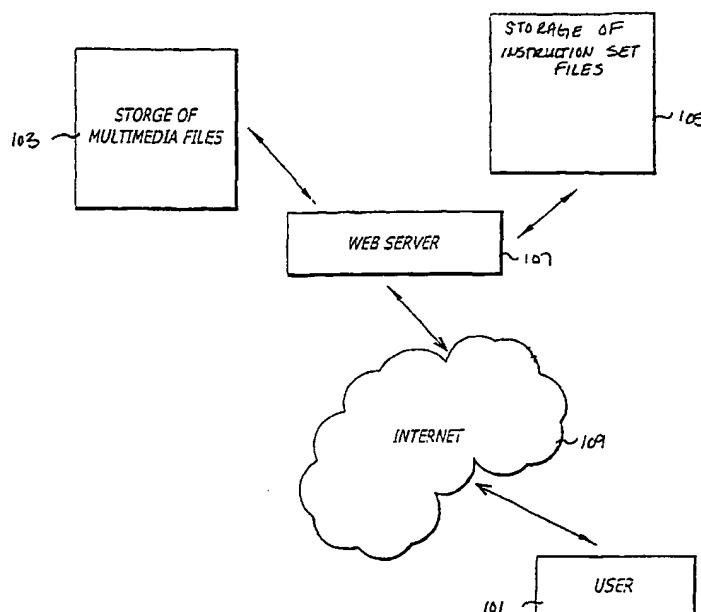 STORAGE OF
INSTRUCTION SET
FILES
STORGE OF
MULTIMEDIA FILES
103
105
WEB SERVER
107
INTERNET
109
USER
101